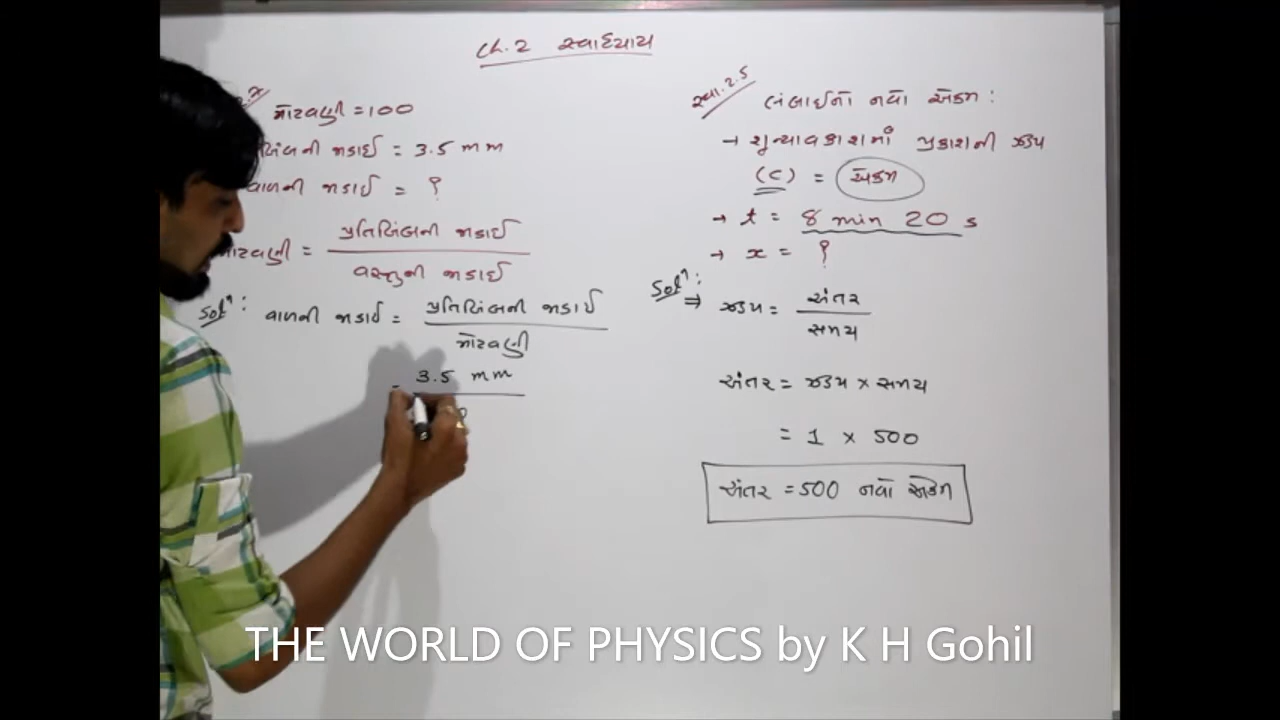 Ch.2 સ્વાધ્યાય
મોટવણી = 100
જાડાઈ = 3.5 mm
વાળની જાડાઈ = ?
મોટવણી = પ્રતિબિંબની જાડાઈ
વસ્તુની જાડાઈ
Solⁿ: વાળની જાડાઈ = પ્રતિબિંબની જાડાઈ
મોટવણી
= 3.5 mm
સ્વા.2.5 લંબાઈનો નવો એકમ :
→ શૂન્યાવકાશમાં પ્રકાશની ઝડપ
(c) = એકમ
→ t = 8 min 20 s
→ x = ?
Solⁿ:
⇒ ઝડપ = અંતર
સમય
અંતર = ઝડપ × સમય
= 1 × 500
અંતર = 500 નવો એકમ
THE WORLD OF PHYSICS by K H Gohil